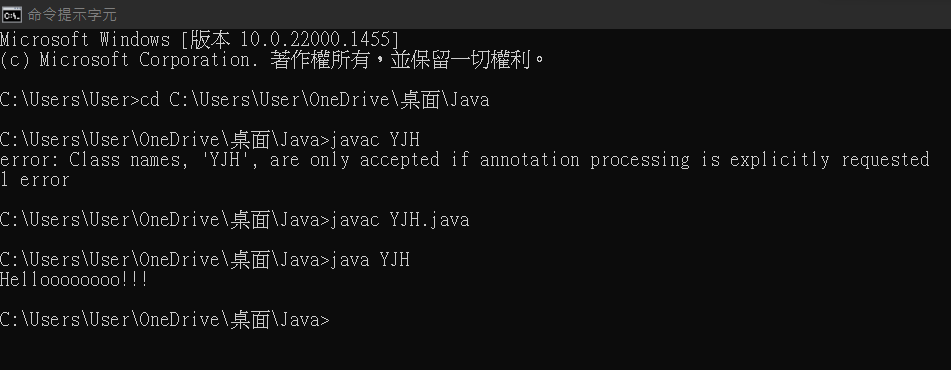 命令提示字元
Microsoft Windows [版本 10.0.22000.1455]
(c) Microsoft Corporation. 著作權所有，並保留一切權利。
C:\Users\User>cd C:\Users\User\OneDrive\桌面\Java
C:\Users\User\OneDrive\桌面\Java>javac YJH
error: Class names, 'YJH', are only accepted if annotation processing is explicitly requested
1 error
C:\Users\User\OneDrive\桌面\Java>javac YJH.java
C:\Users\User\OneDrive\桌面\Java>java YJH
Helloooooooo!!!
C:\Users\User\OneDrive\桌面\Java>